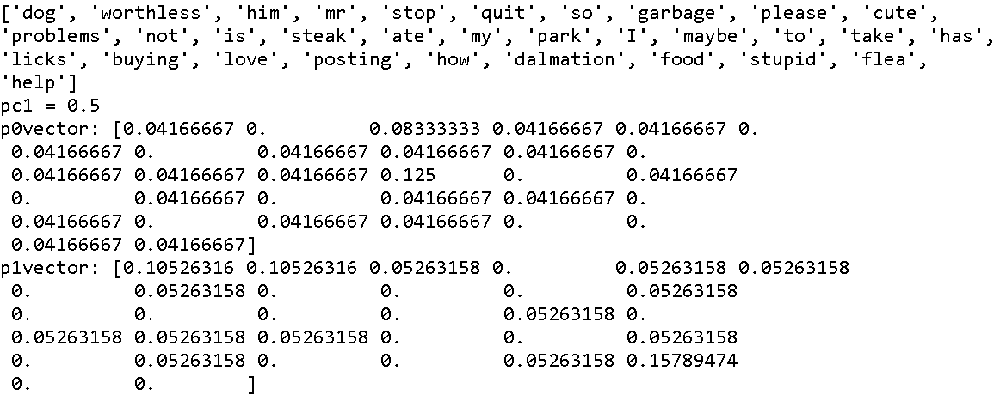 ['dog', 'worthless', 'him', 'mr', 'stop', 'quit', 'so', 'garbage', 'please', 'cute',
'problems', 'not', 'is', 'steak', 'ate', 'my', 'park', 'I', 'maybe', 'to', 'take', 'has',
'licks', 'buying', 'love', 'posting', 'how', 'dalmation', 'food', 'stupid', 'flea',
'help']
pc1 = 0.5
p0vector: [0.04166667 0.         0.08333333 0.04166667 0.04166667 0.
 0.04166667 0.         0.04166667 0.04166667 0.04166667 0.
 0.04166667 0.04166667 0.04166667 0.125      0.         0.04166667
 0.         0.04166667 0.         0.04166667 0.04166667 0.
 0.04166667 0.         0.04166667 0.04166667 0.         0.
 0.04166667 0.04166667]
p1vector: [0.10526316 0.10526316 0.05263158 0.         0.05263158 0.05263158
 0.         0.05263158 0.         0.         0.         0.05263158
 0.         0.         0.         0.         0.05263158 0.
 0.05263158 0.05263158 0.05263158 0.         0.         0.05263158
 0.         0.05263158 0.         0.         0.05263158 0.15789474
 0.         0.        ]